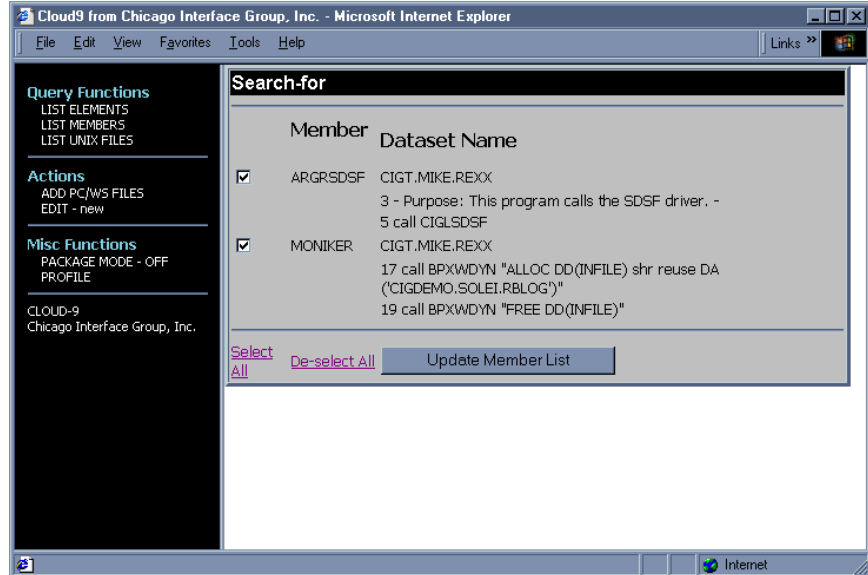 Cloud9 from Chicago Interface Group, Inc. - Microsoft Internet Explorer
File Edit View Favorites Tools Help
Links »
Query Functions
LIST ELEMENTS
LIST MEMBERS
LIST UNIX FILES
Actions
ADD PC/WS FILES
EDIT - new
Misc Functions
PACKAGE MODE - OFF
PROFILE
CLOUD-9
Chicago Interface Group, Inc.
Search-for
Member Dataset Name
ARGRSDSF CIGT.MIKE.REXX
3 - Purpose: This program calls the SDSF driver. -
5 call CIGLSDSF
MONIKER CIGT.MIKE.REXX
17 call BPXWDYN "ALLOC DD(INFILE) shr reuse DA
('CIGDEMO.SOLEI.RBLOG')"
19 call BPXWDYN "FREE DD(INFILE)"
Select
All
De-select All
Update Member List
Internet